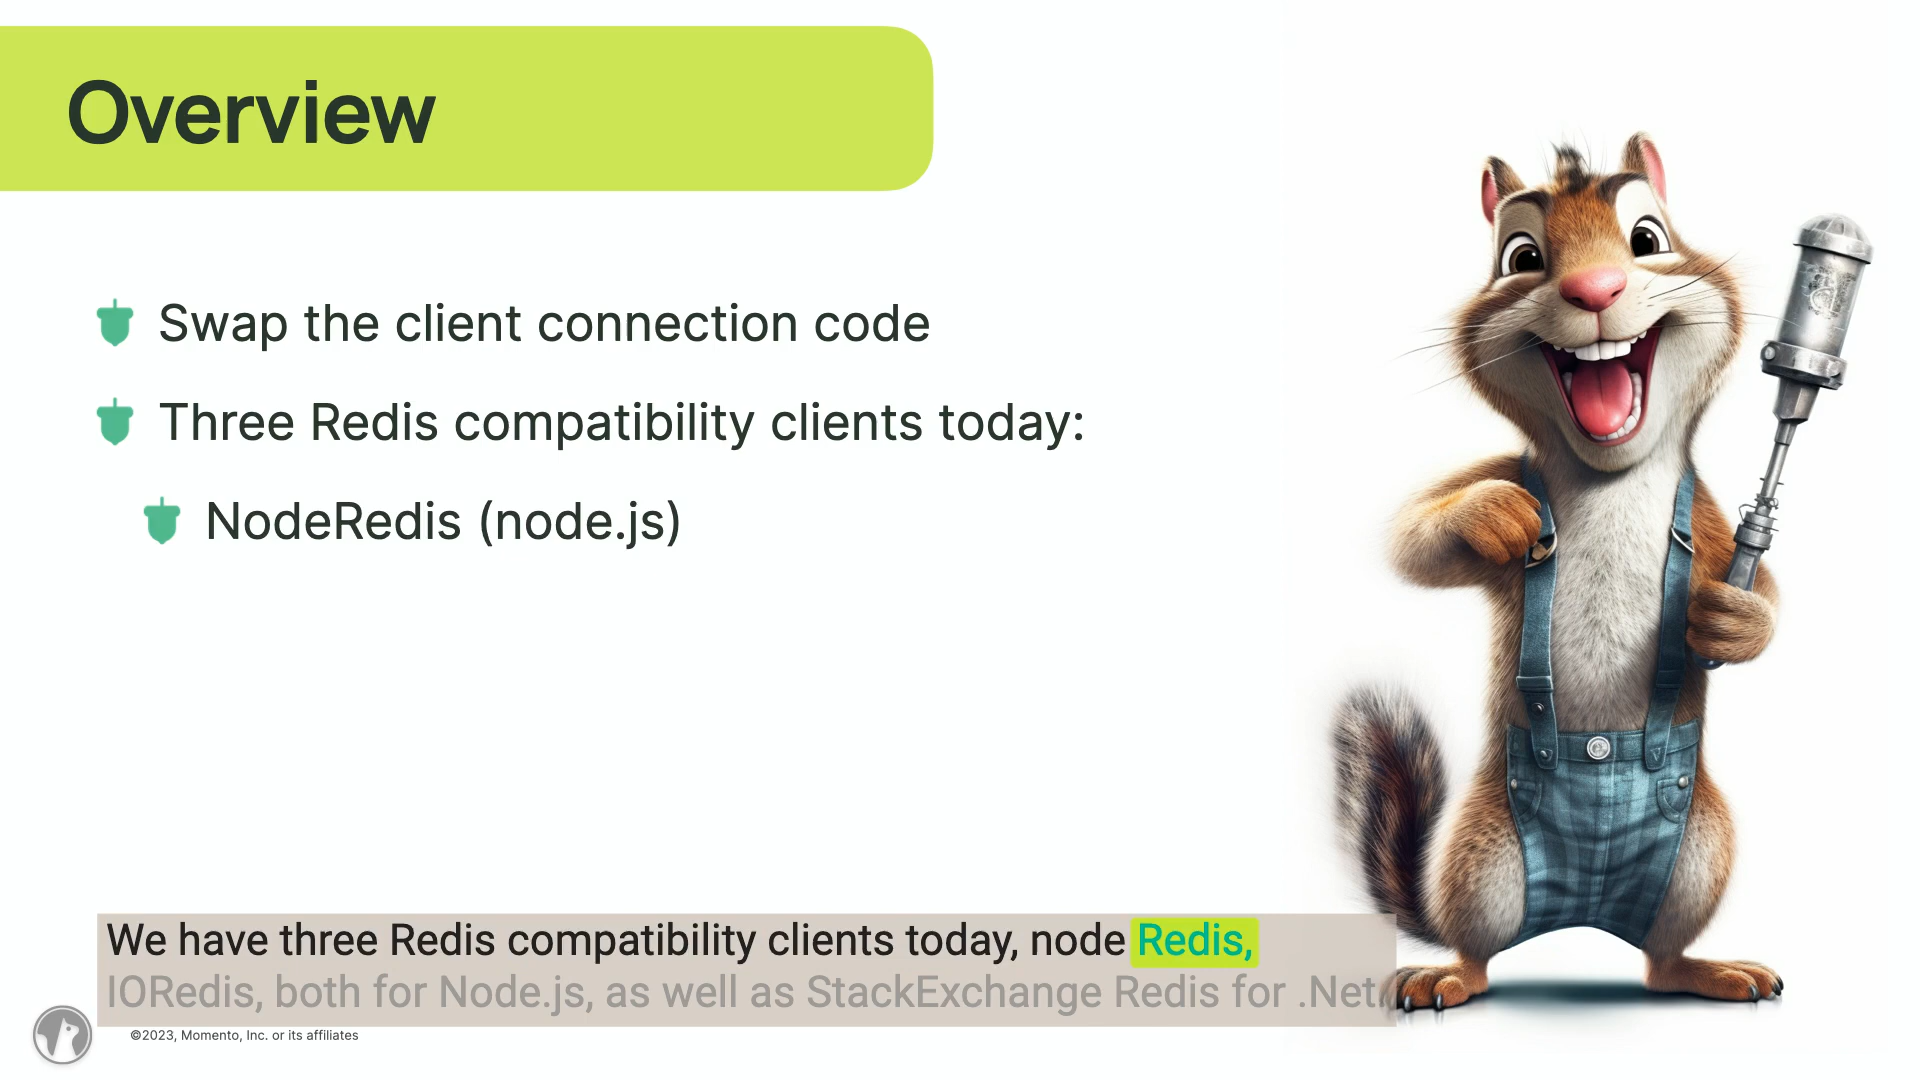 Overview
Swap the client connection code
Three Redis compatibility clients today:
NodeRedis (node.js)
We have three Redis compatibility clients today, node Redis,
IORedis, both for Node.js, as well as StackExchange Redis for .Net.
©2023, Momento, Inc. or its affiliates